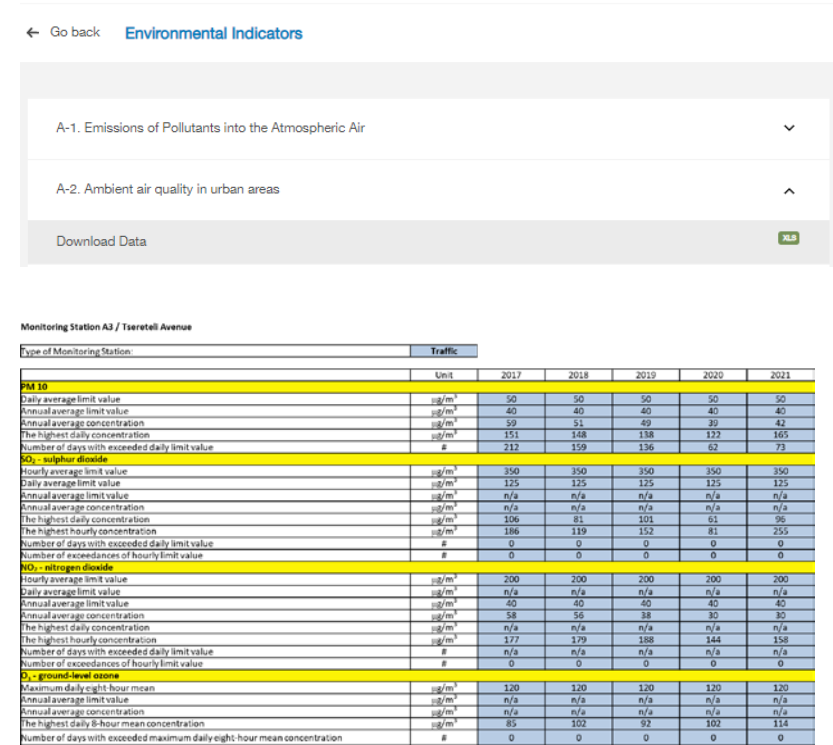 ← Go back Environmental Indicators
A-1. Emissions of Pollutants into the Atmospheric Air
A-2. Ambient air quality in urban areas
Download Data XLS
Monitoring Station A3 / Tsereteli Avenue
Type of Monitoring Station: Traffic
Unit 2017 2018 2019 2020 2021
PM 10
Daily average limit value µg/m³ 50 50 50 50 50
Annual average limit value µg/m³ 40 40 40 40 40
Annual average concentration µg/m³ 59 51 49 39 42
The highest daily concentration µg/m³ 151 148 138 122 165
Number of days with exceeded daily limit value # 212 159 136 62 73
SO₂ - sulphur dioxide
Hourly average limit value µg/m³ 350 350 350 350 350
Daily average limit value µg/m³ 125 125 125 125 125
Annual average limit value µg/m³ n/a n/a n/a n/a n/a
Annual average concentration µg/m³ n/a n/a n/a n/a n/a
The highest daily concentration µg/m³ 106 81 101 61 96
The highest hourly concentration µg/m³ 186 119 152 81 255
Number of days with exceeded daily limit value # 0 0 0 0 0
Number of exceedances of hourly limit value # 0 0 0 0 0
NO₂ - nitrogen dioxide
Hourly average limit value µg/m³ 200 200 200 200 200
Daily average limit value µg/m³ n/a n/a n/a n/a n/a
Annual average limit value µg/m³ 40 40 40 40 40
Annual average concentration µg/m³ 58 56 38 30 30
The highest daily concentration µg/m³ n/a n/a n/a n/a n/a
The highest hourly concentration µg/m³ 177 179 188 144 158
Number of days with exceeded daily limit value # n/a n/a n/a n/a n/a
Number of exceedances of hourly limit value # 0 0 0 0 0
O₃ - ground-level ozone
Maximum daily eight-hour mean µg/m³ 120 120 120 120 120
Annual average limit value µg/m³ n/a n/a n/a n/a n/a
Annual average concentration µg/m³ n/a n/a n/a n/a n/a
The highest daily 8-hour mean concentration µg/m³ 85 102 92 102 114
Number of days with exceeded maximum daily eight-hour mean concentration # 0 0 0 0 0